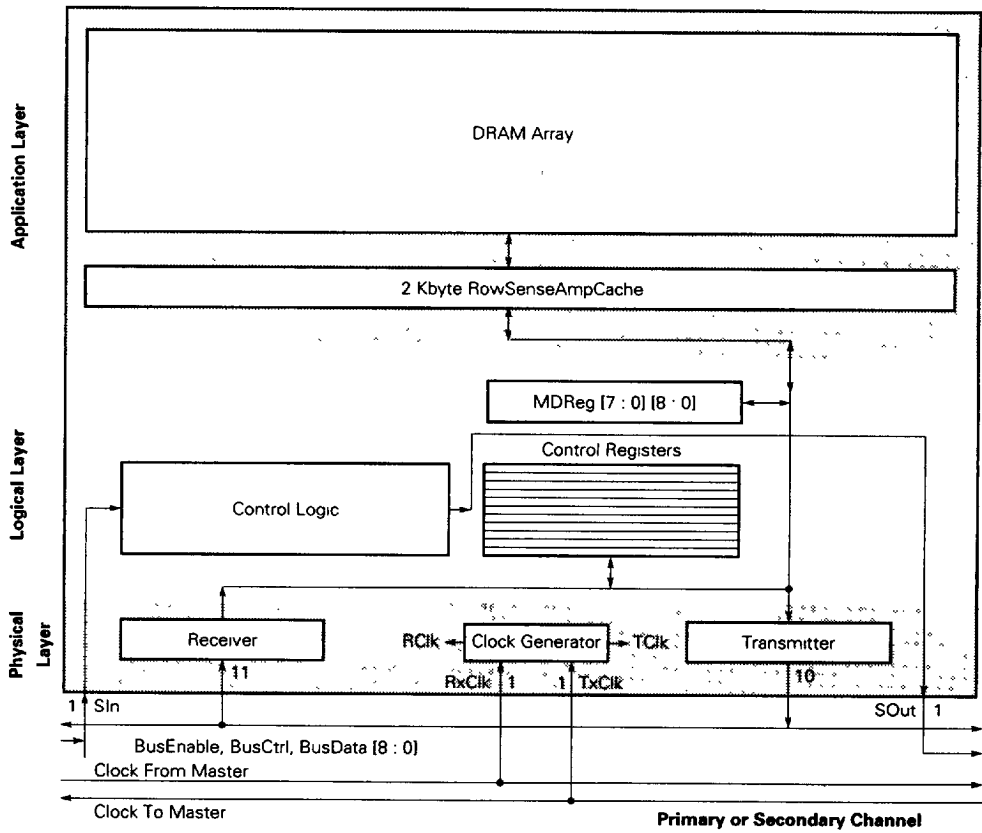 Application Layer
DRAM Array
2 Kbyte RowSenseAmpCache
Logical Layer
MDReg [7 : 0] [8 : 0]
Control Registers
Control Logic
Physical
Layer
Receiver
RClk
Clock Generator
TClk
Transmitter
11
RxClk 1
1 TxClk
10
1 SIn
SOut 1
BusEnable, BusCtrl, BusData [8 : 0]
Clock From Master
Clock To Master
Primary or Secondary Channel